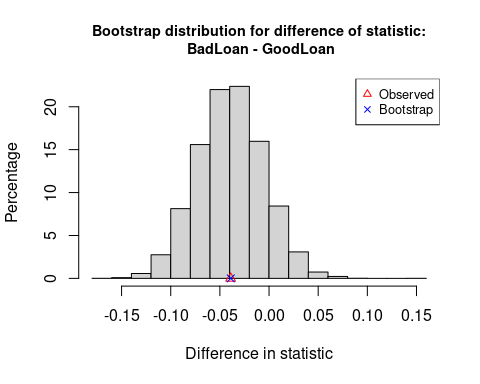 Bootstrap distribution for difference of statistic:
BadLoan - GoodLoan
Observed
Bootstrap
Percentage
20
15
10
5
0
-0.15 -0.10 -0.05 0.00 0.05 0.10 0.15
Difference in statistic